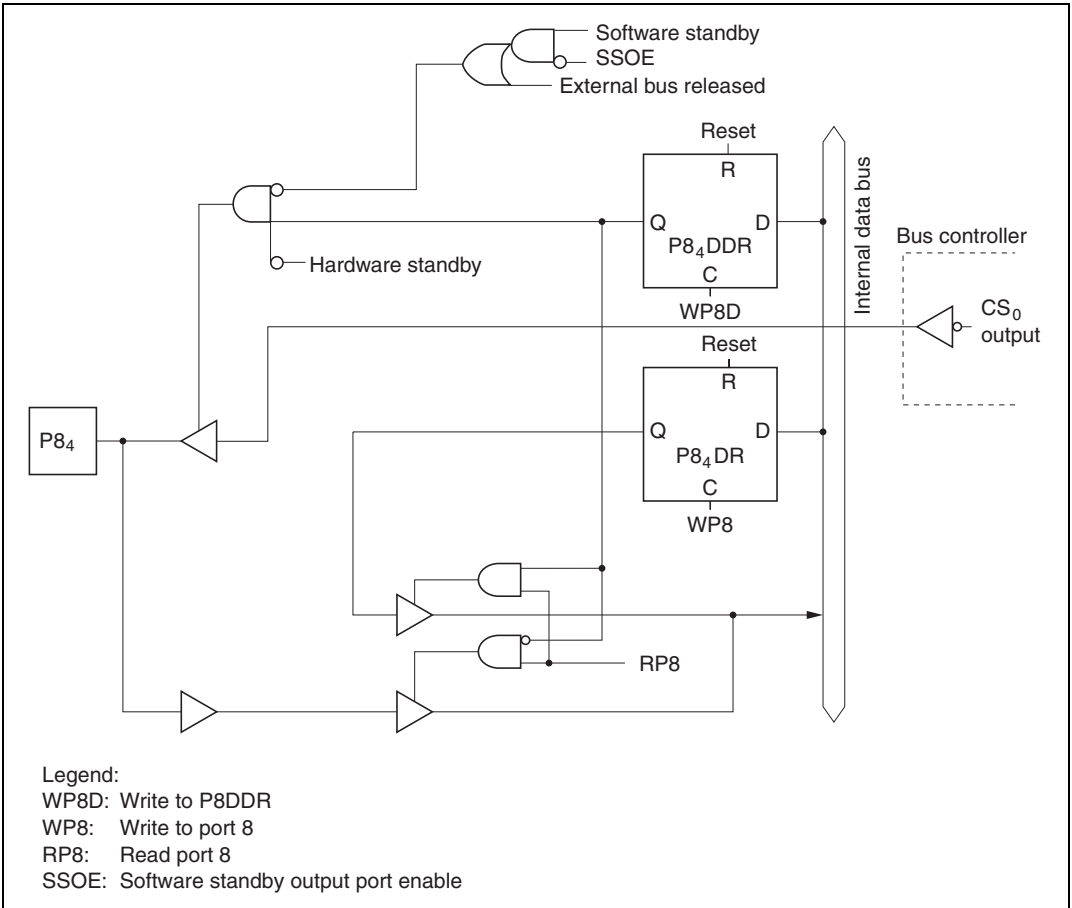 Software standby
SSOE
External bus released
Reset
R
Q
D
P8₄DDR
C
WP8D
Hardware standby
Internal data bus
Bus controller
CS₀
output
Reset
R
Q
D
P8₄DR
C
WP8
P8₄
RP8
Legend:
WP8D: Write to P8DDR
WP8: Write to port 8
RP8: Read port 8
SSOE: Software standby output port enable